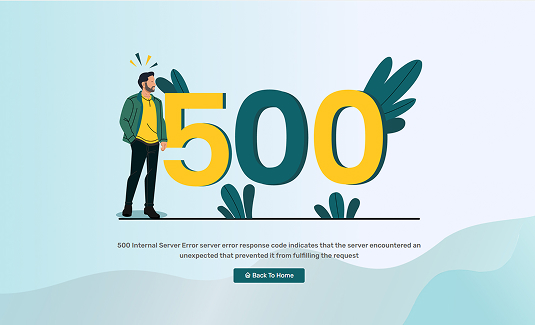 500
500 Internal Server Error server error response code indicates that the server encountered an
unexpected that prevented it from fulfilling the request
Back To Home